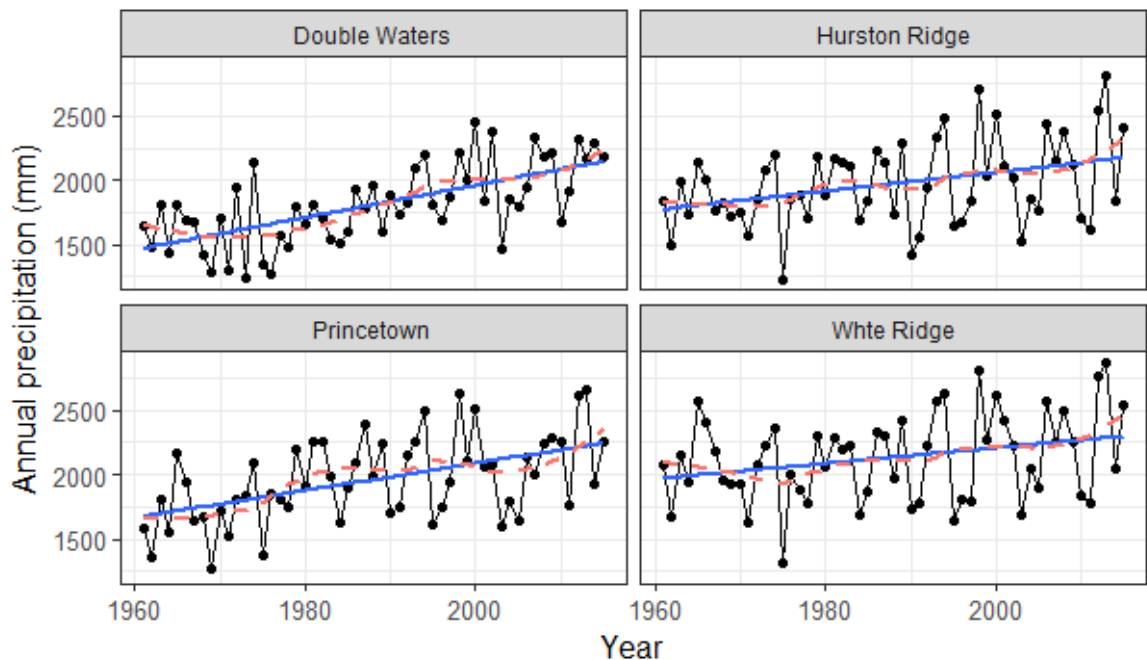 Double Waters
Hurston Ridge
2500
2000
1500
Princetown
Whte Ridge
2500
2000
1500
1960
1980
2000
1960
1980
2000
Year
Annual precipitation (mm)